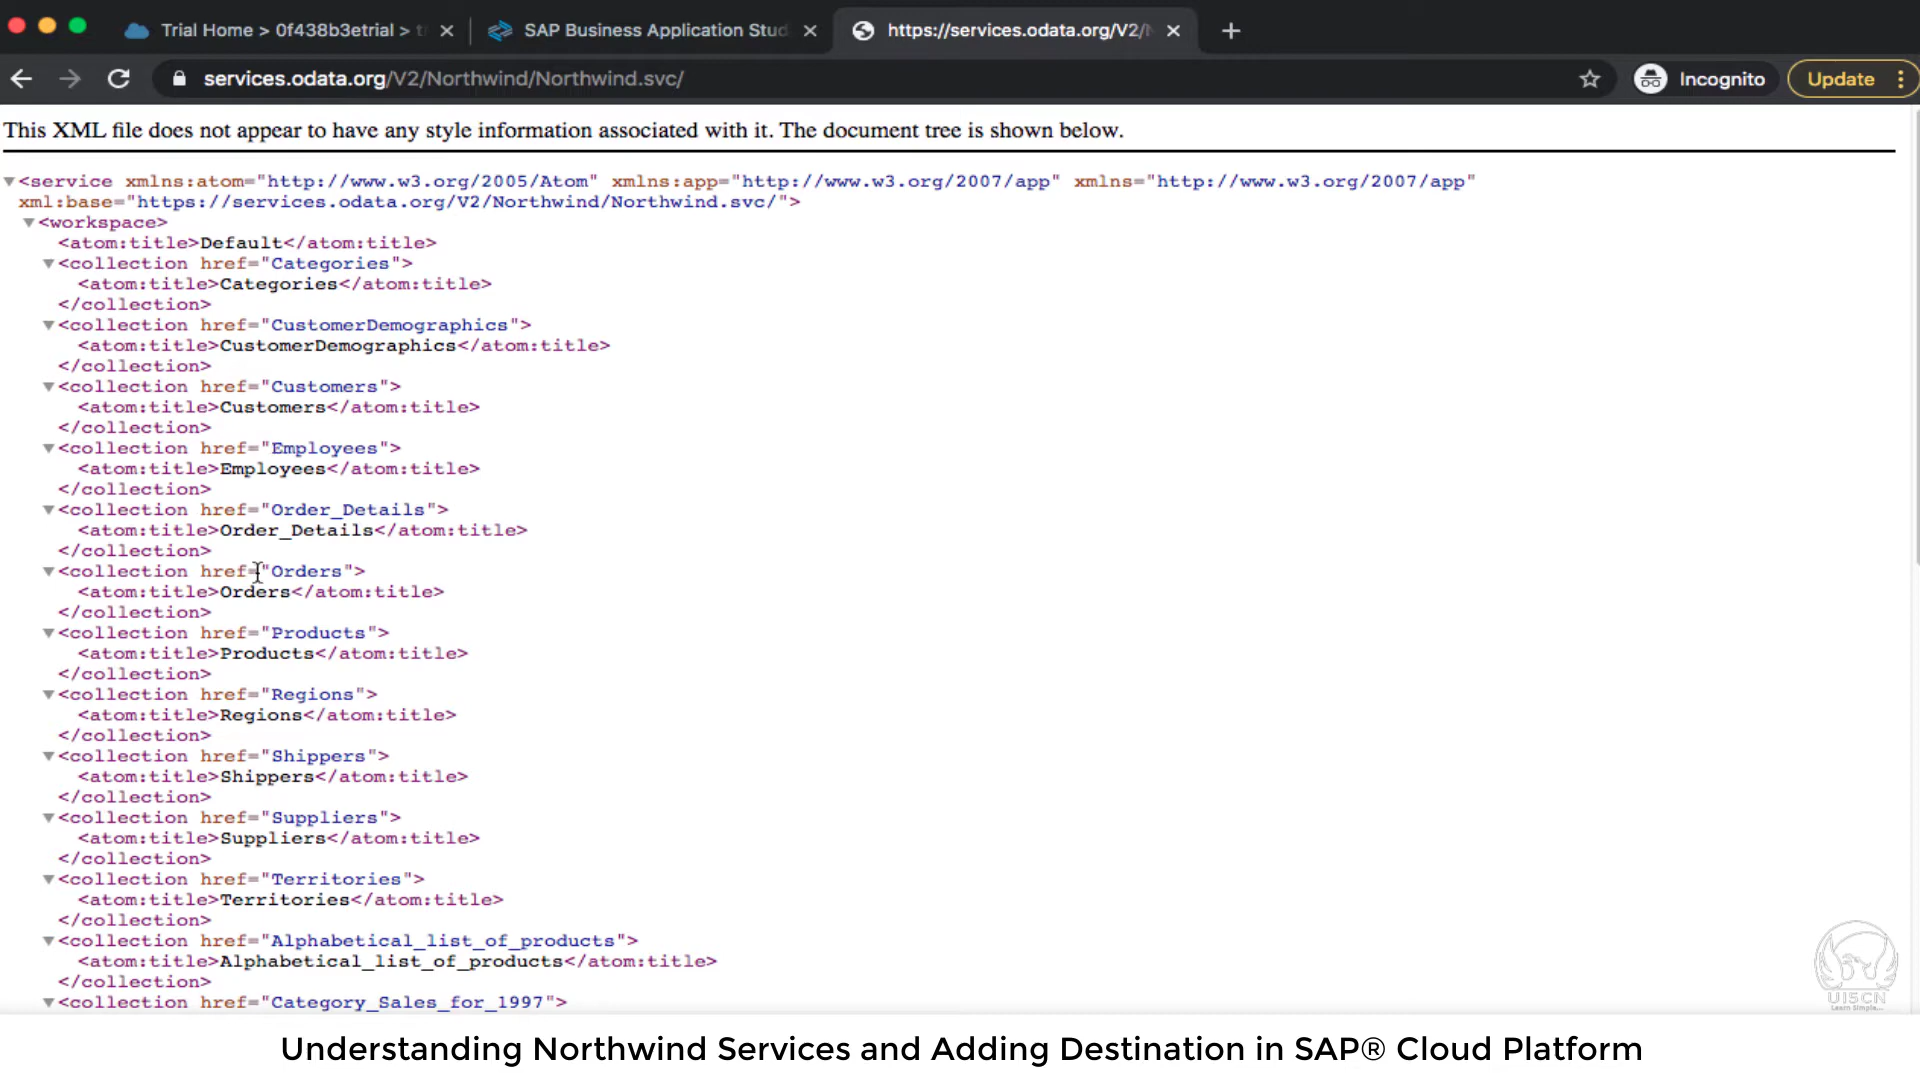 Trial Home > 0f438b3etrial > t
SAP Business Application Stud
https://services.odata.org/V2/
services.odata.org/V2/Northwind/Northwind.svc/
Incognito
Update
This XML file does not appear to have any style information associated with it. The document tree is shown below.
<service xmlns:atom="http://www.w3.org/2005/Atom" xmlns:app="http://www.w3.org/2007/app" xmlns="http://www.w3.org/2007/app"
xml:base="https://services.odata.org/V2/Northwind/Northwind.svc/">
<workspace>
<atom:title>Default</atom:title>
<collection href="Categories">
<atom:title>Categories</atom:title>
</collection>
<collection href="CustomerDemographics">
<atom:title>CustomerDemographics</atom:title>
</collection>
<collection href="Customers">
<atom:title>Customers</atom:title>
</collection>
<collection href="Employees">
<atom:title>Employees</atom:title>
</collection>
<collection href="Order_Details">
<atom:title>Order_Details</atom:title>
</collection>
<collection href="Orders">
<atom:title>Orders</atom:title>
</collection>
<collection href="Products">
<atom:title>Products</atom:title>
</collection>
<collection href="Regions">
<atom:title>Regions</atom:title>
</collection>
<collection href="Shippers">
<atom:title>Shippers</atom:title>
</collection>
<collection href="Suppliers">
<atom:title>Suppliers</atom:title>
</collection>
<collection href="Territories">
<atom:title>Territories</atom:title>
</collection>
<collection href="Alphabetical_list_of_products">
<atom:title>Alphabetical_list_of_products</atom:title>
</collection>
<collection href="Category_Sales_for_1997">
UI5CN
Learn Simple...
Understanding Northwind Services and Adding Destination in SAP® Cloud Platform